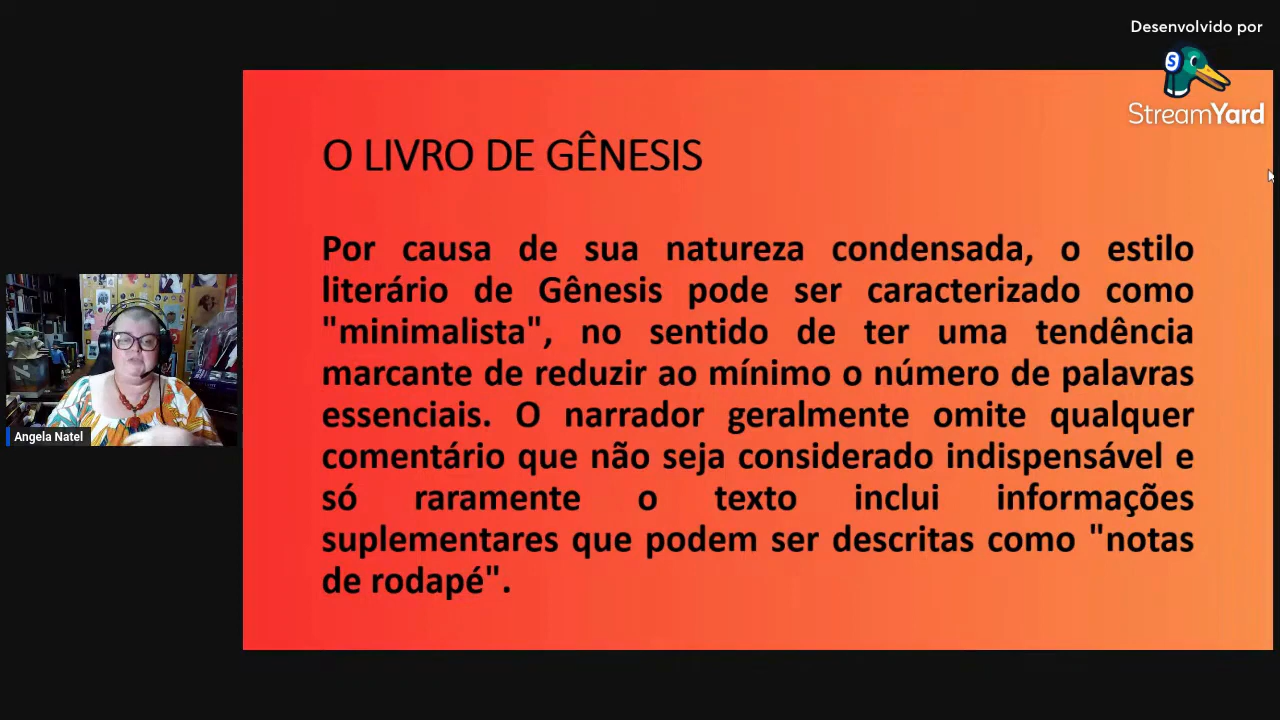 Desenvolvido por
StreamYard
O LIVRO DE GÊNESIS
Por causa de sua natureza condensada, o estilo
literário de Gênesis pode ser caracterizado como
"minimalista", no sentido de ter uma tendência
marcante de reduzir ao mínimo o número de palavras
essenciais. O narrador geralmente omite qualquer
comentário que não seja considerado indispensável e
só raramente o texto inclui informações
suplementares que podem ser descritas como "notas
de rodapé".
Angela Natel